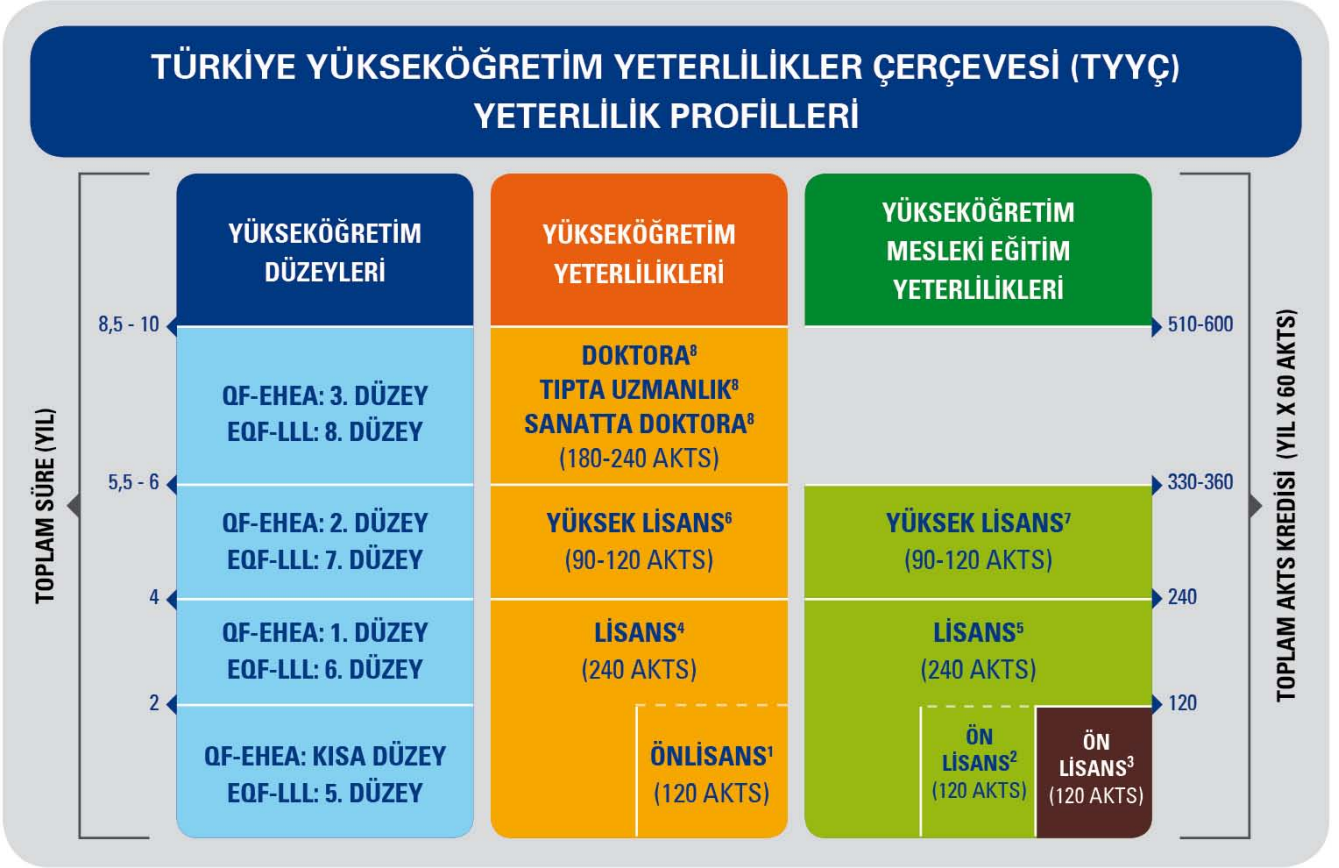 TÜRKİYE YÜKSEKÖĞRETİM YETERLİLİKLER ÇERÇEVESİ (TYYÇ)
YETERLİLİK PROFİLLERİ
TOPLAM SÜRE (YIL)
8,5 - 10
5,5 - 6
4
2
YÜKSEKÖĞRETİM
DÜZEYLERİ
QF-EHEA: 3. DÜZEY
EQF-LLL: 8. DÜZEY
QF-EHEA: 2. DÜZEY
EQF-LLL: 7. DÜZEY
QF-EHEA: 1. DÜZEY
EQF-LLL: 6. DÜZEY
QF-EHEA: KISA DÜZEY
EQF-LLL: 5. DÜZEY
YÜKSEKÖĞRETİM
YETERLİLİKLERİ
DOKTORA⁸
TIPTA UZMANLIK⁸
SANATTA DOKTORA⁸
(180-240 AKTS)
YÜKSEK LİSANS⁶
(90-120 AKTS)
LİSANS⁴
(240 AKTS)
ÖNLİSANS¹
(120 AKTS)
YÜKSEKÖĞRETİM
MESLEKİ EĞİTİM
YETERLİLİKLERİ
YÜKSEK LİSANS⁷
(90-120 AKTS)
LİSANS⁵
(240 AKTS)
ÖN
LİSANS²
(120 AKTS)
ÖN
LİSANS³
(120 AKTS)
510-600
330-360
240
120
TOPLAM AKTS KREDİSİ (YIL X 60 AKTS)